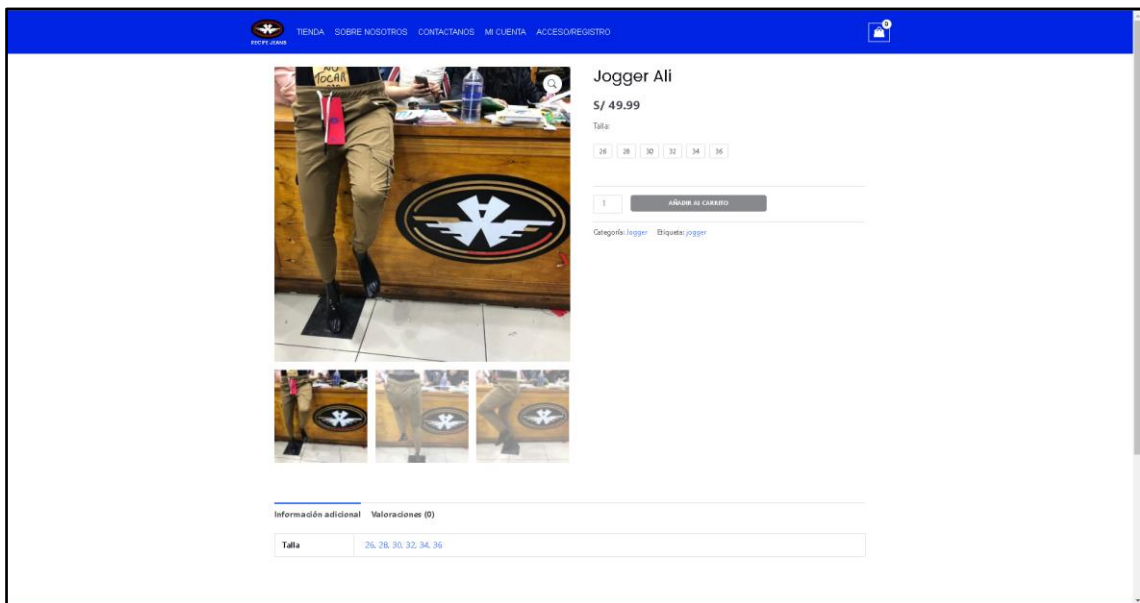 0
RECIPE JEANS
TIENDA SOBRE NOSOTROS CONTACTANOS MI CUENTA ACCESO/REGISTRO
NO
TOCAR
Jogger Ali
S/ 49.99
Talla:
26 28 30 32 34 36
1 AÑADIR AL CARRITO
Categoría: Jogger Etiqueta: jogger
Información adicional Valoraciones (0)
Talla 26, 28, 30, 32, 34, 36